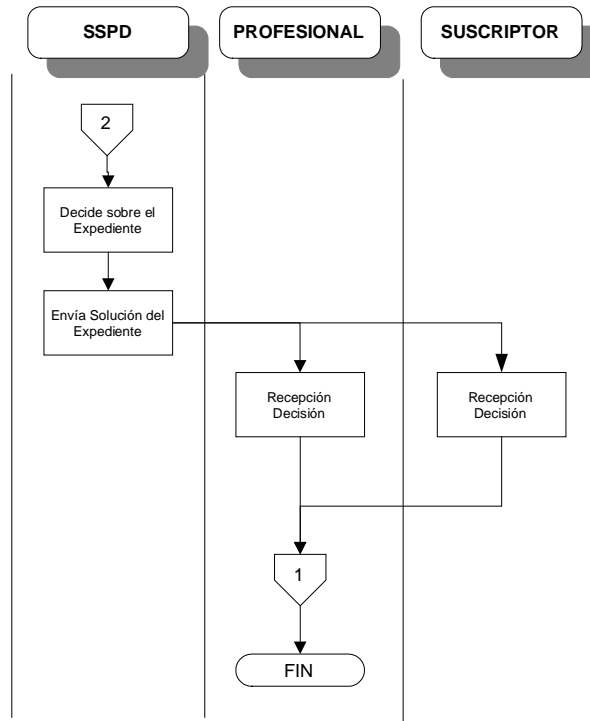 SSPD
PROFESIONAL
SUSCRIPTOR
2
Decide sobre el
Expediente
Envía Solución del
Expediente
Recepción
Decisión
Recepción
Decisión
1
FIN